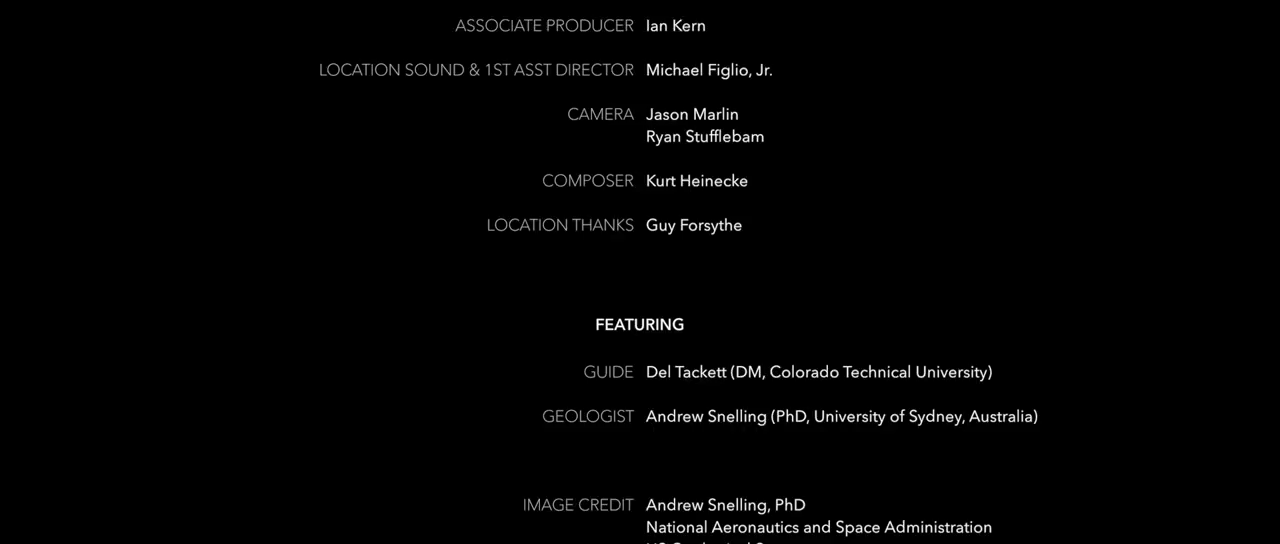 ASSOCIATE PRODUCER Ian Kern
LOCATION SOUND & 1ST ASST DIRECTOR Michael Figlio, Jr.
CAMERA Jason Marlin
Ryan Stufflebam
COMPOSER Kurt Heinecke
LOCATION THANKS Guy Forsythe
FEATURING
GUIDE Del Tackett (DM, Colorado Technical University)
GEOLOGIST Andrew Snelling (PhD, University of Sydney, Australia)
IMAGE CREDIT Andrew Snelling, PhD
National Aeronautics and Space Administration